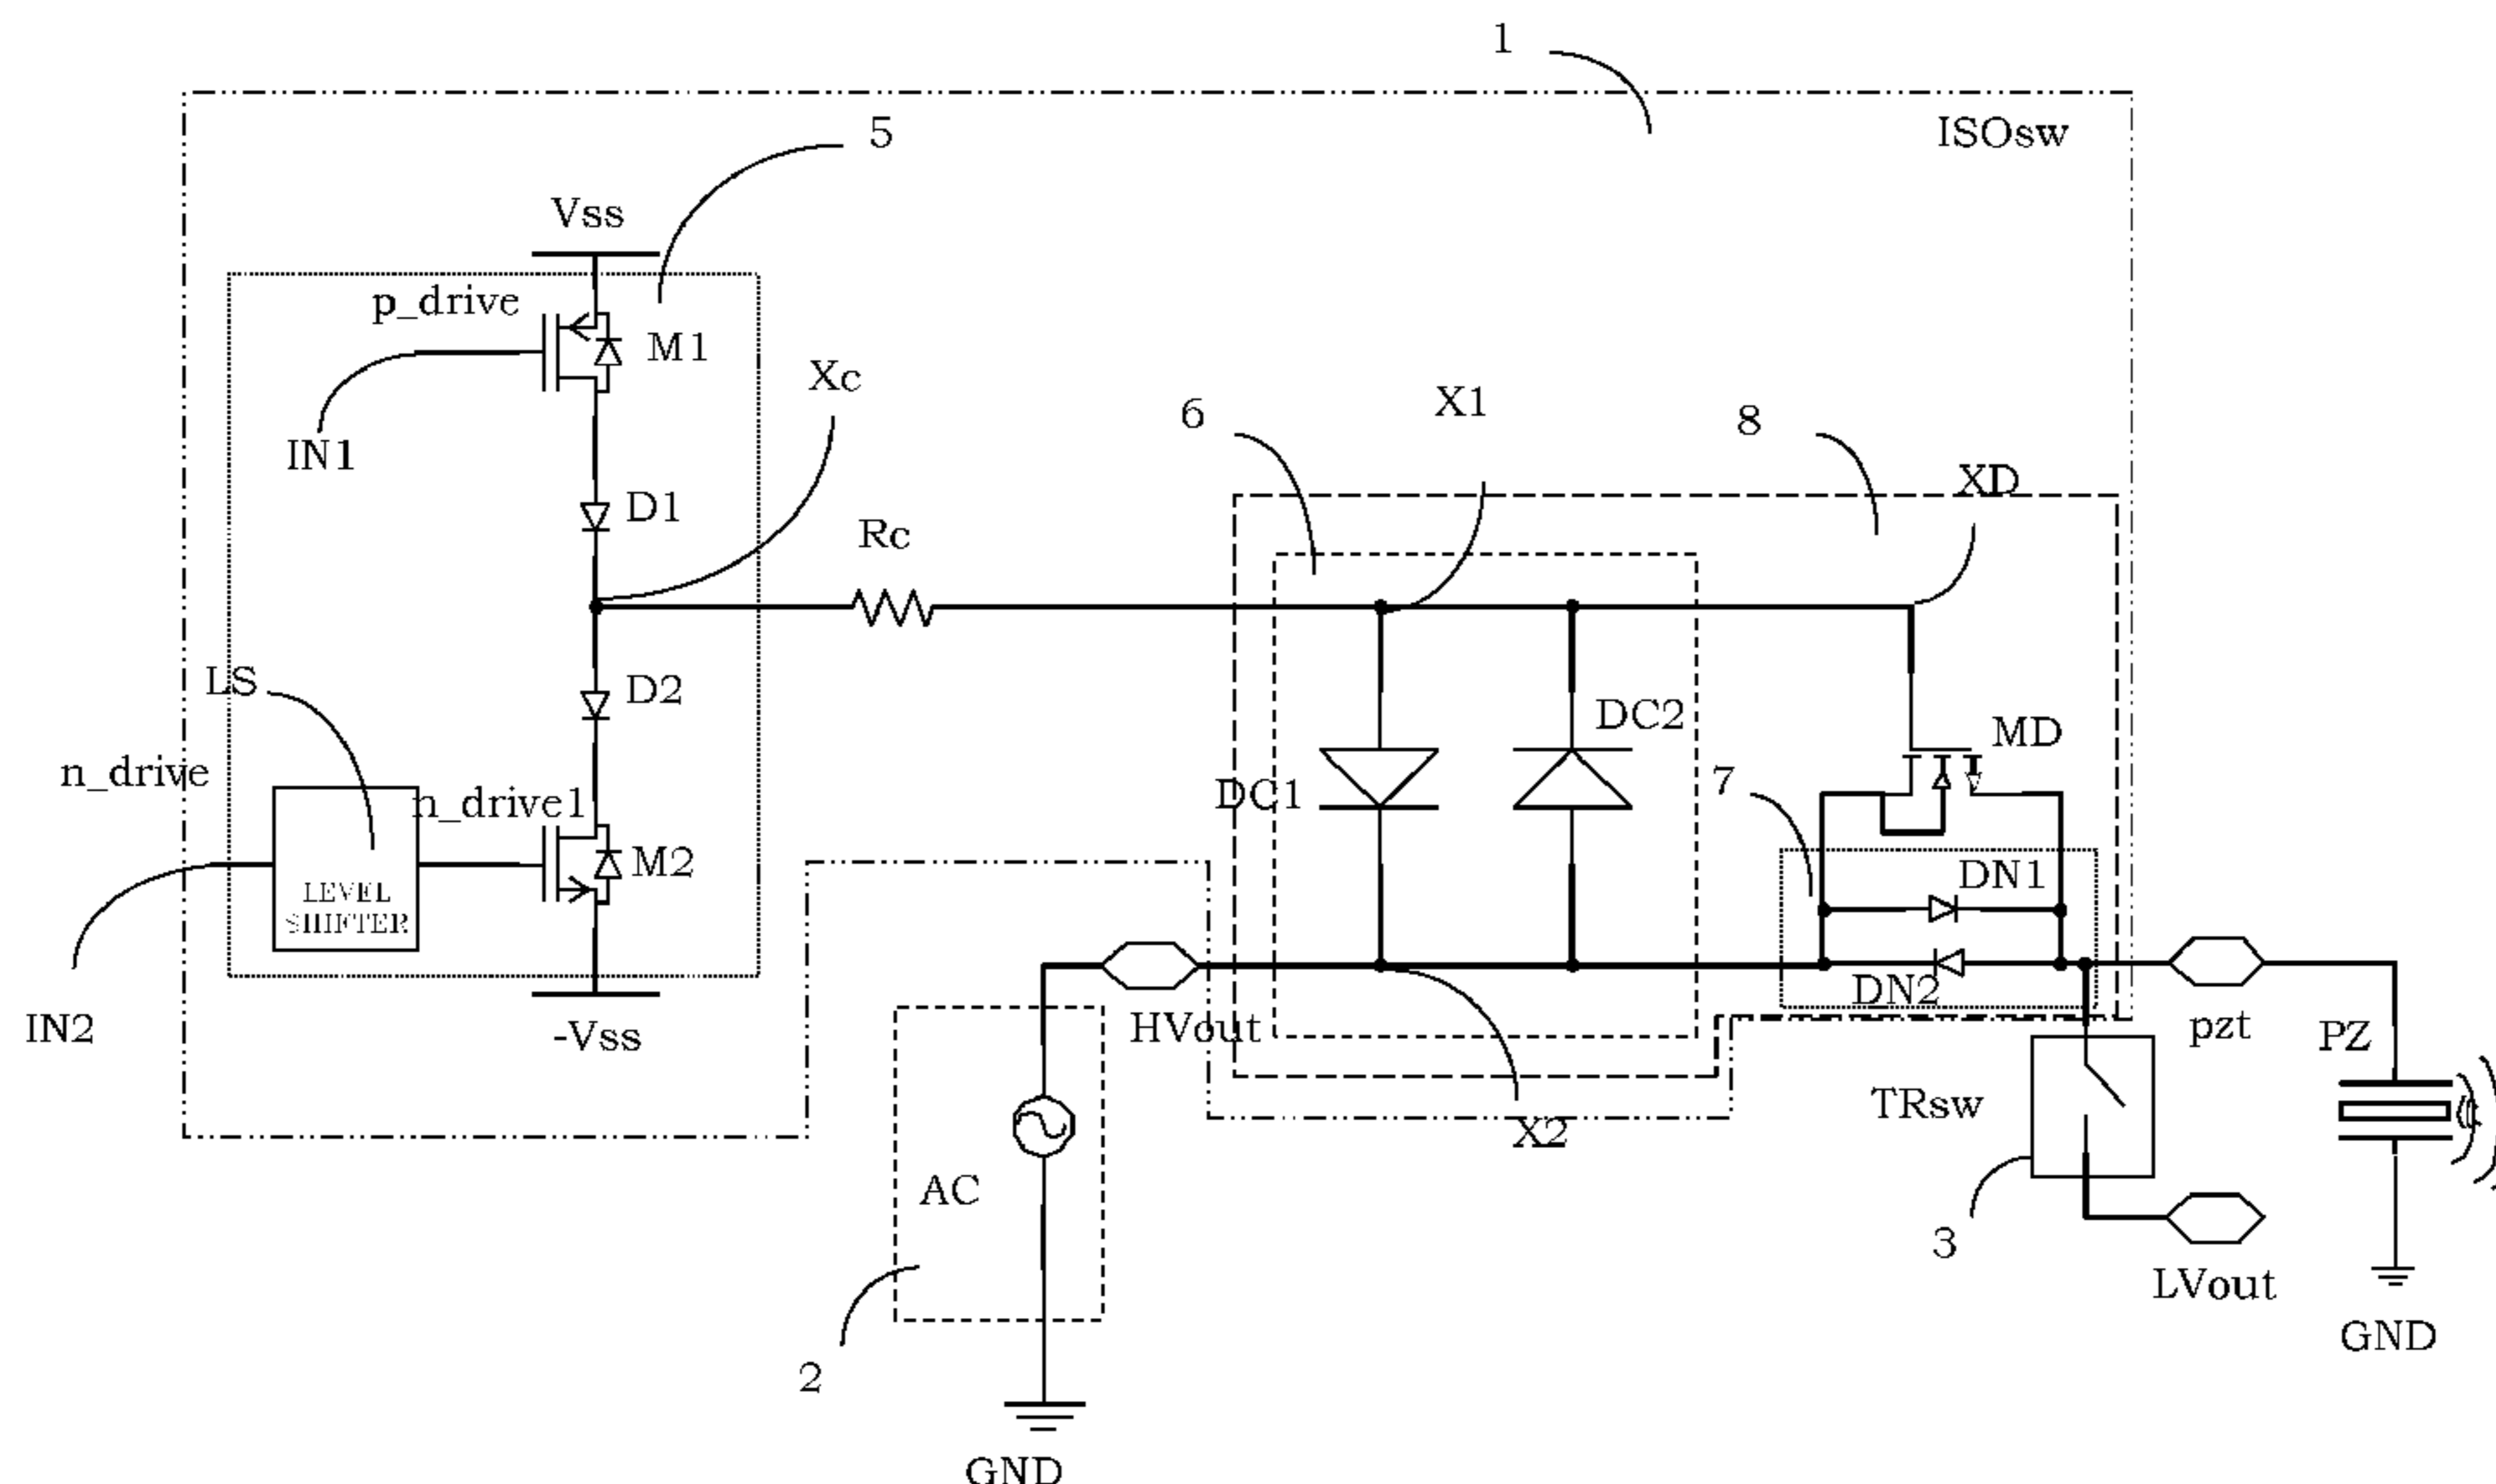 1
ISOsw
5
Vss
p_drive
M1
Xc
X1
6
8
IN1
XD
D1
Rc
LS
D2
DC2
MD
n_drive
7
DC1
n_drive1
M2
DN1
LEVEL
SHIFTER
DN2
IN2
-Vss
HVout
pzt
PZ
TRsw
X2
AC
3
LVout
2
GND
GND